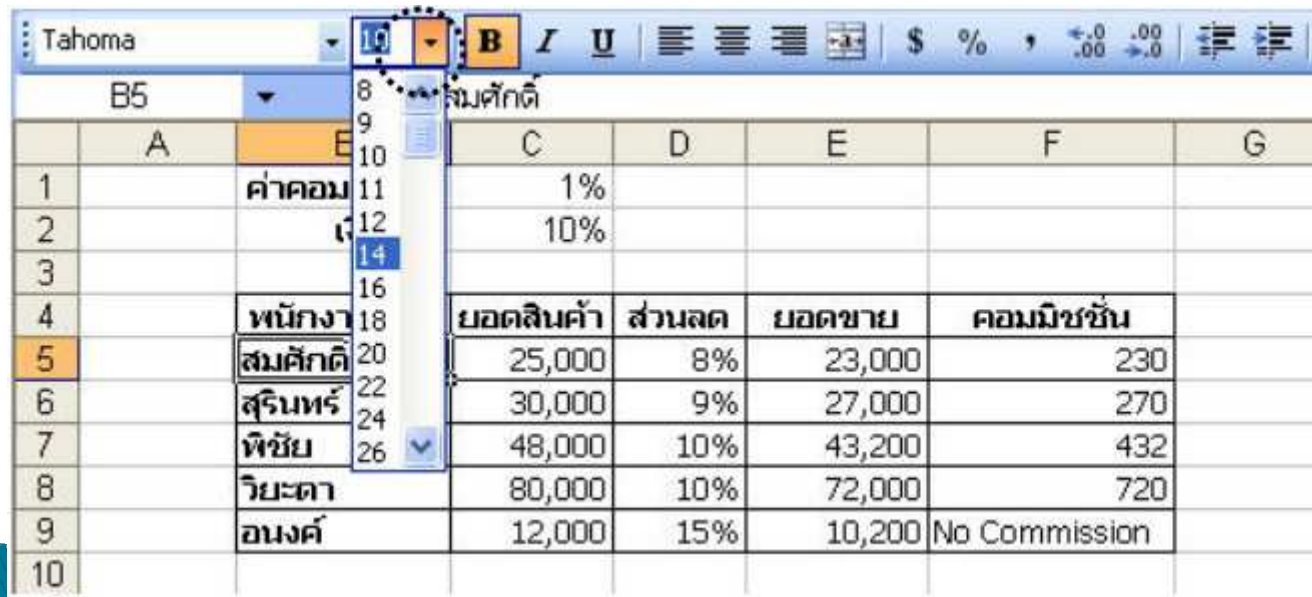 Tahoma 10 B I U $ % , .0 .00 .00 .0
B5 สมศักดิ์
A C D E F G
1 ค่าคอม 1%
2 10%
3
4 พนักงา ยอดสินค้า ส่วนลด ยอดขาย คอมมิชชั่น
5 สมศักดิ์ 25,000 8% 23,000 230
6 สุรินทร์ 30,000 9% 27,000 270
7 พิชัย 48,000 10% 43,200 432
8 วิยะดา 80,000 10% 72,000 720
9 อนงค์ 12,000 15% 10,200 No Commission
10
8
9
10
11
12
14
16
18
20
22
24
26